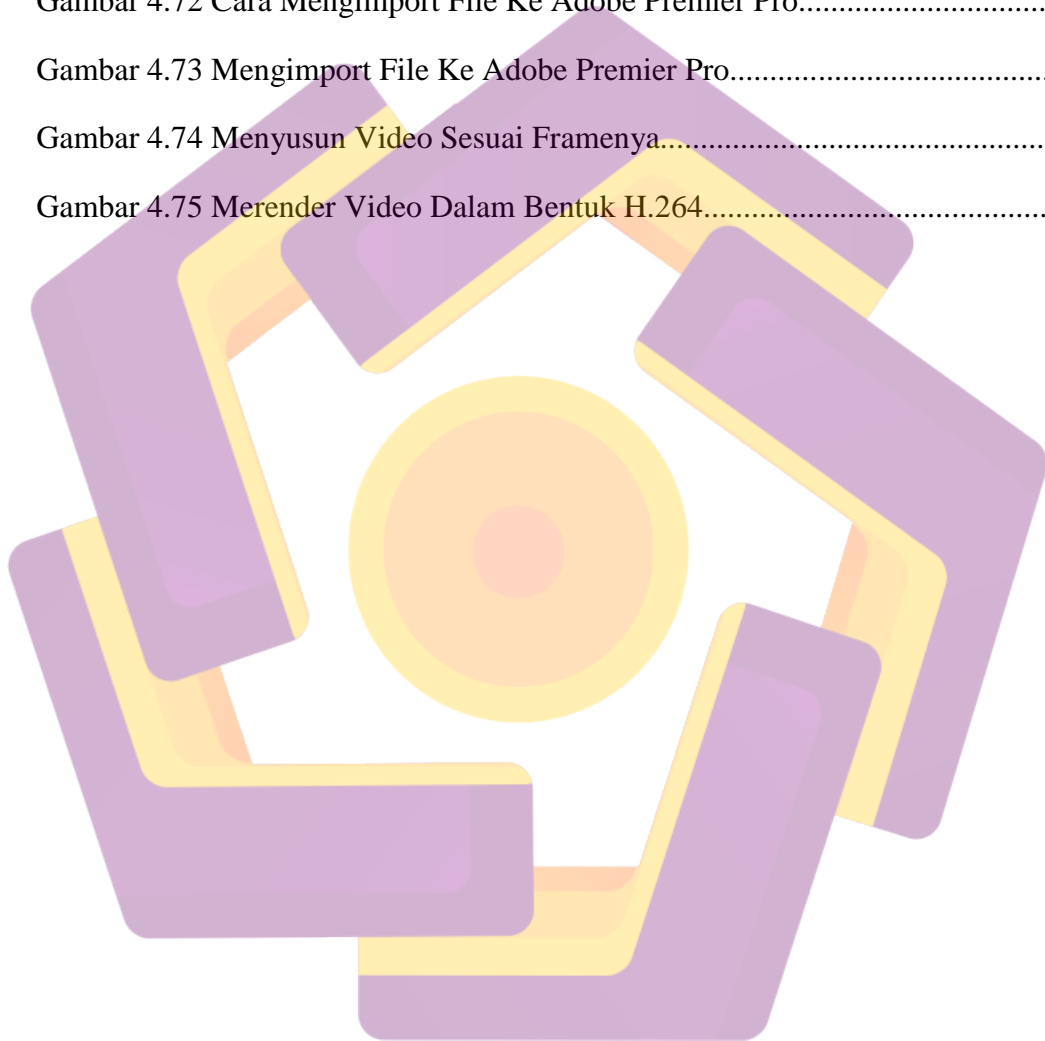 Gambar 4.72 Cara Mengimport File Ke Adobe Premier Pro................................
Gambar 4.73 Mengimport File Ke Adobe Premier Pro.........................................
Gambar 4.74 Menyusun Video Sesuai Framenya..................................................
Gambar 4.75 Merender Video Dalam Bentuk H.264............................................